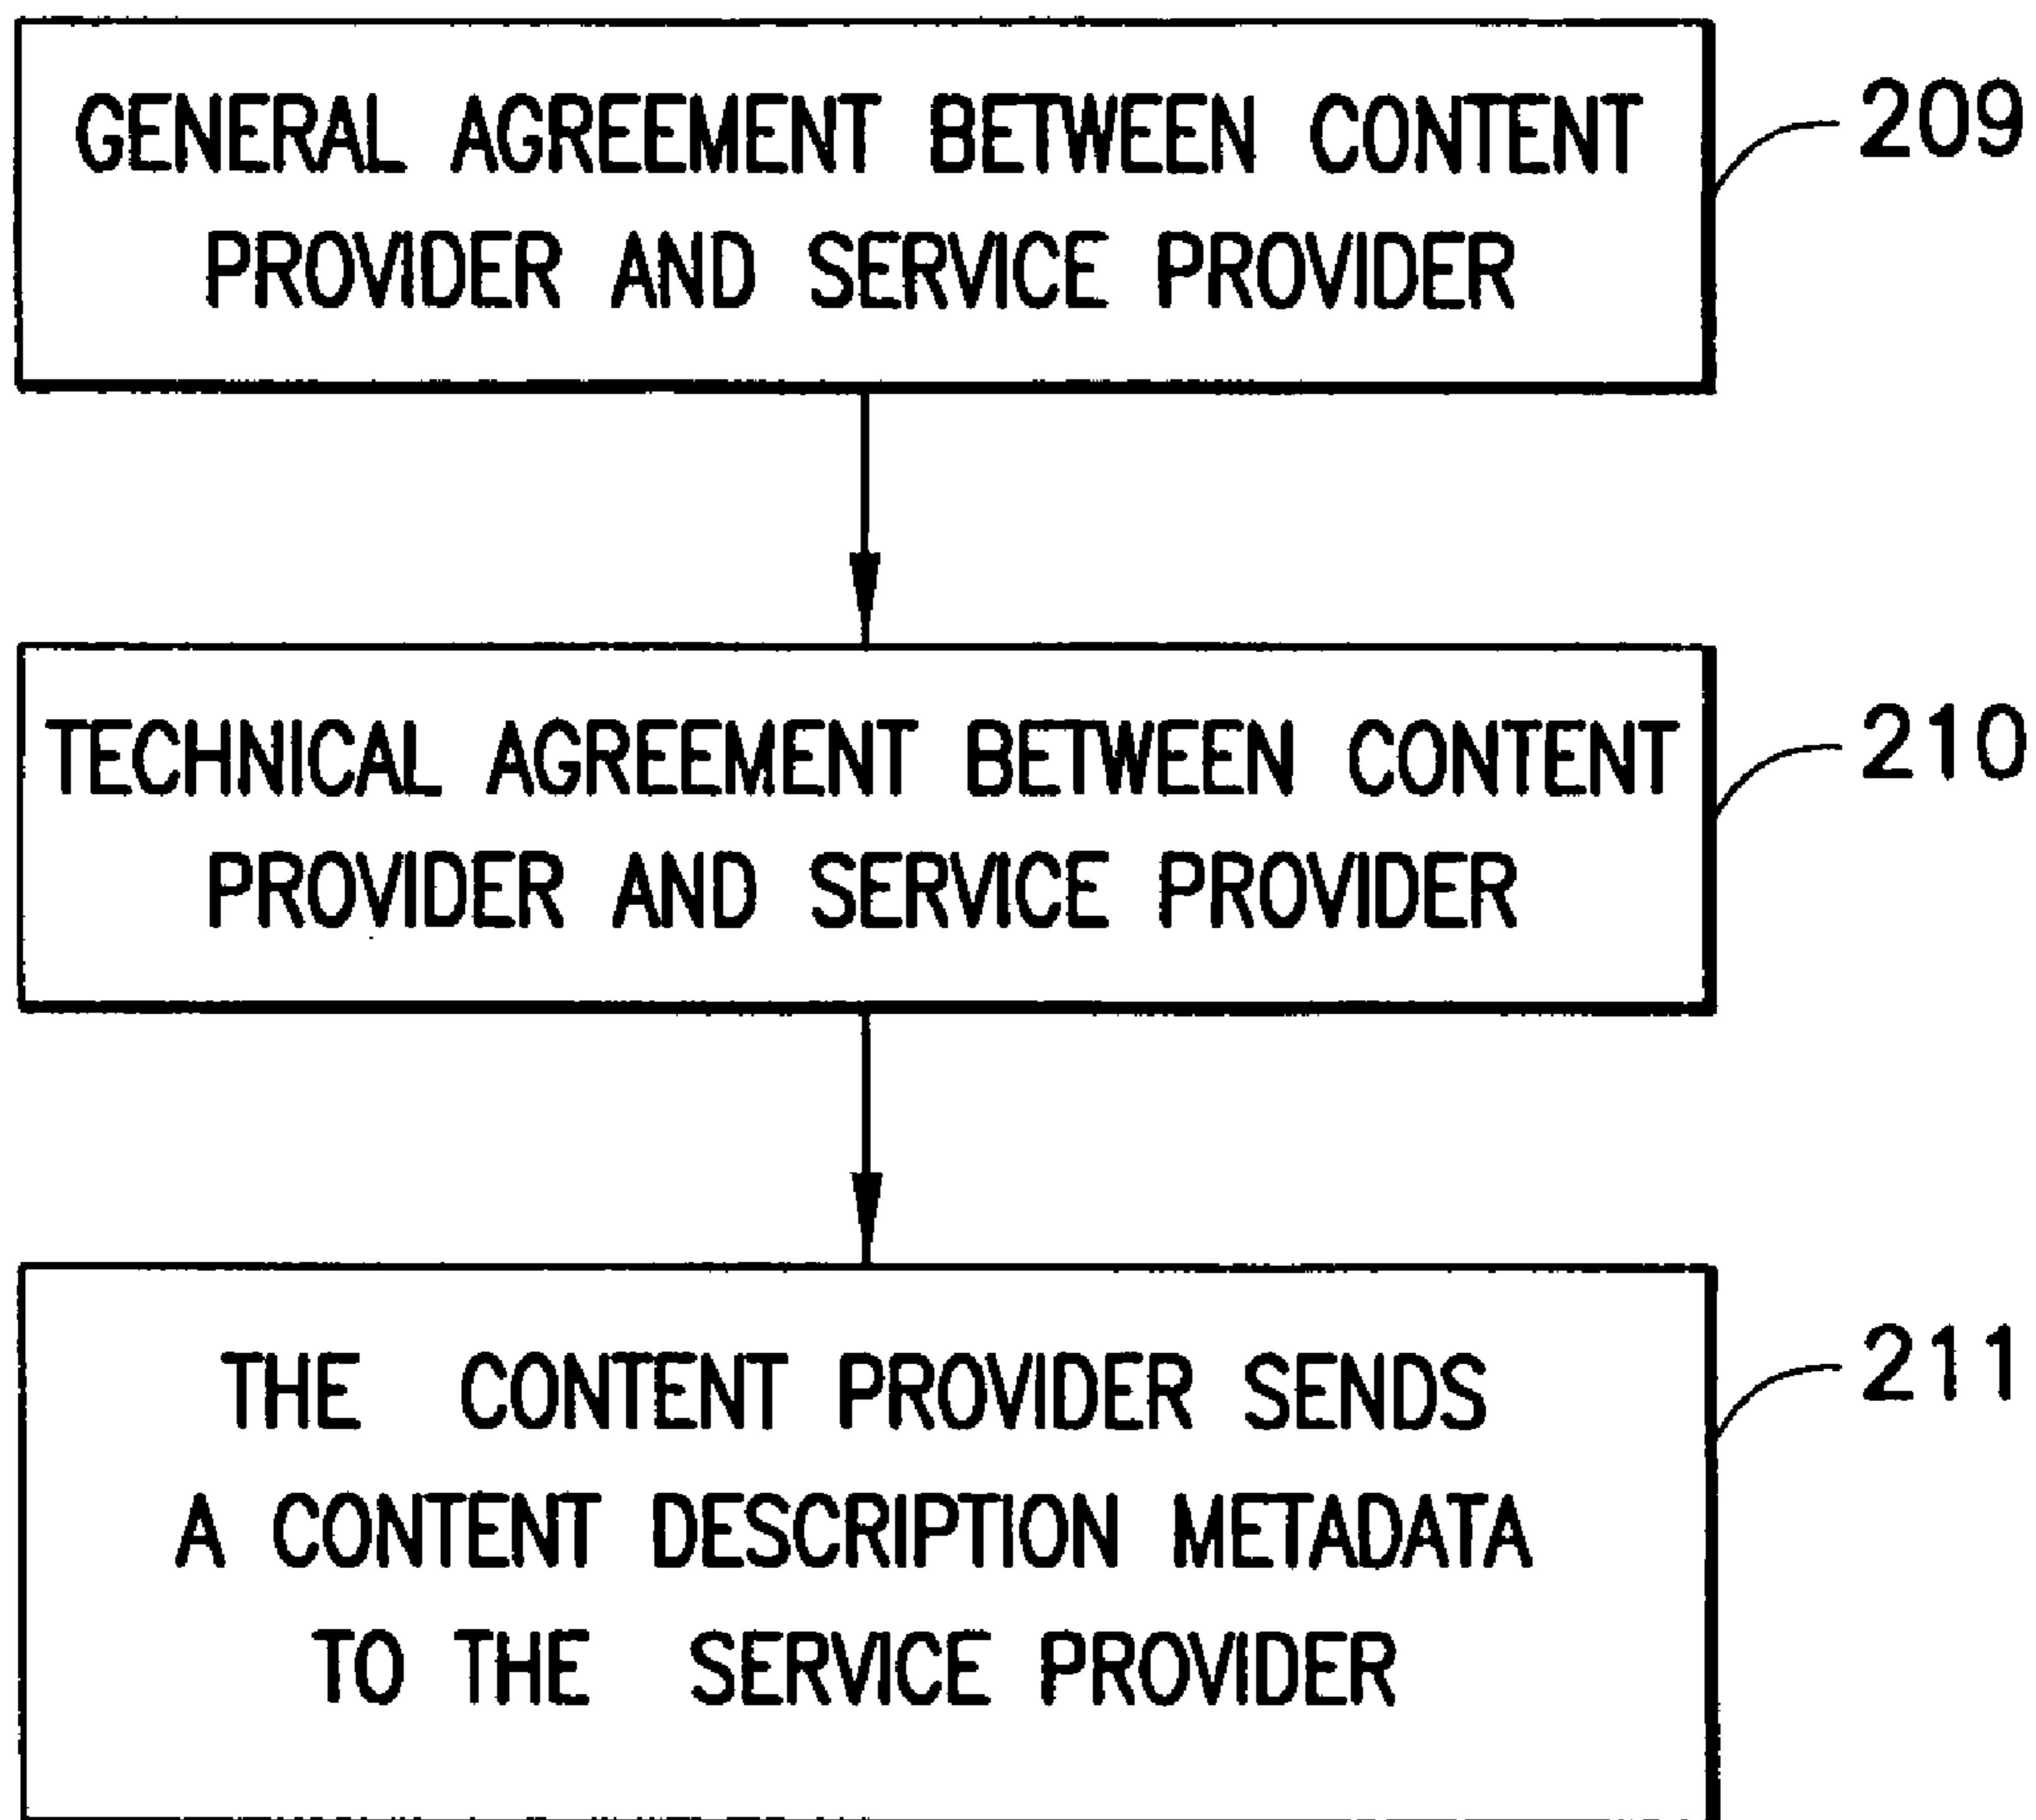 GENERAL AGREEMENT BETWEEN CONTENT
PROVIDER AND SERVICE PROVIDER
209
TECHNICAL AGREEMENT BETWEEN CONTENT
PROVIDER AND SERVICE PROVIDER
210
THE CONTENT PROVIDER SENDS
A CONTENT DESCRIPTION METADATA
TO THE SERVICE PROVIDER
211